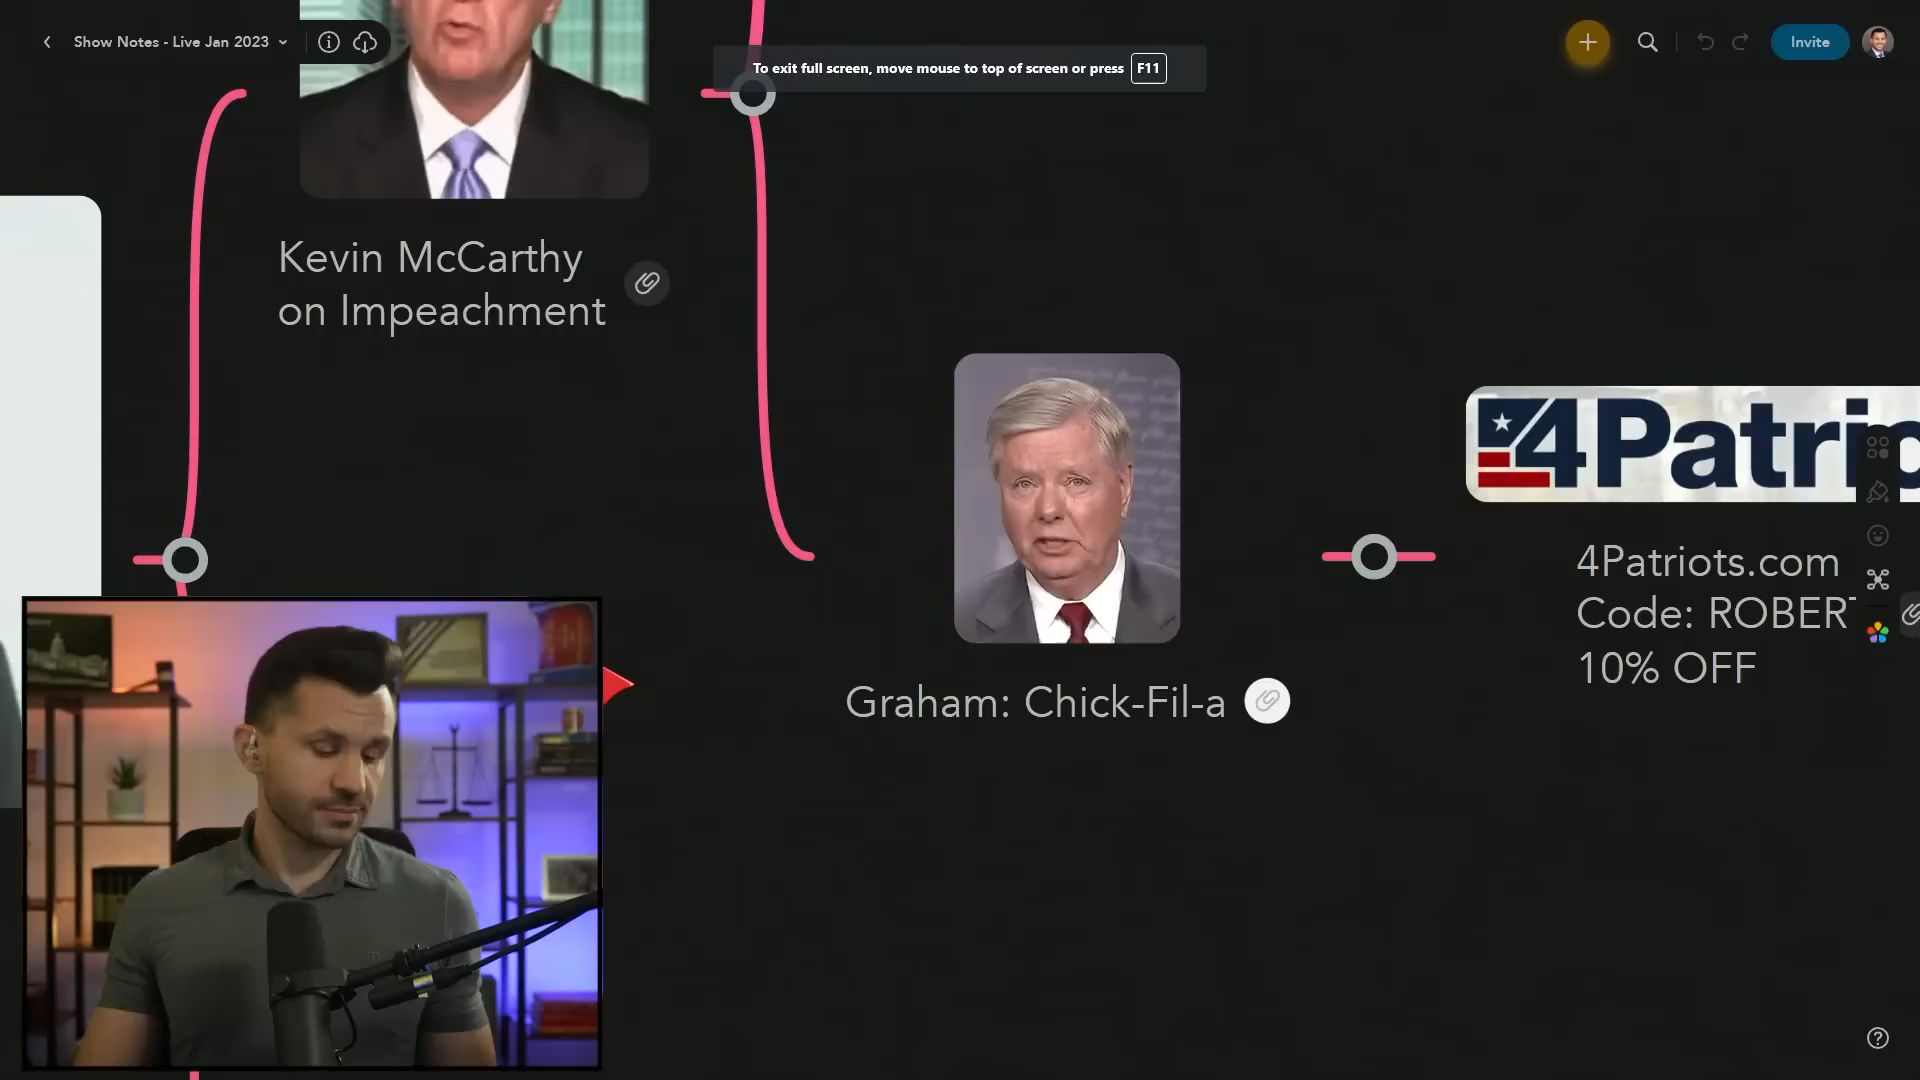 Show Notes - Live Jan 2023
To exit full screen, move mouse to top of screen or press F11
Invite
Kevin McCarthy
on Impeachment
4Patri
4Patriots.com
Code: ROBERT
10% OFF
Graham: Chick-Fil-a